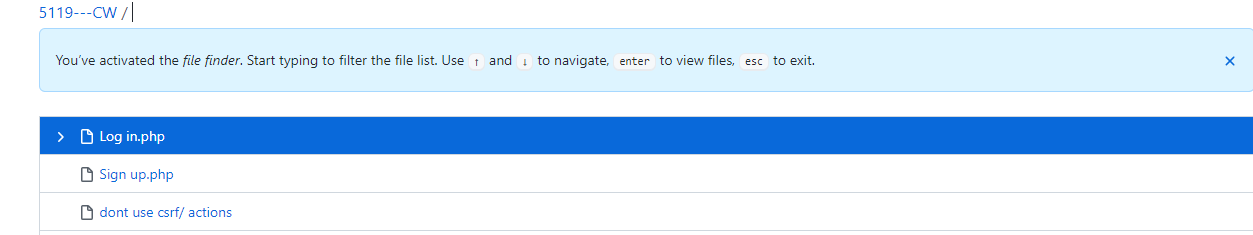 5119---CW /
You've activated the file finder. Start typing to filter the file list. Use ↑ and ↓ to navigate, enter to view files, esc to exit.
Log in.php
Sign up.php
dont use csrf/ actions